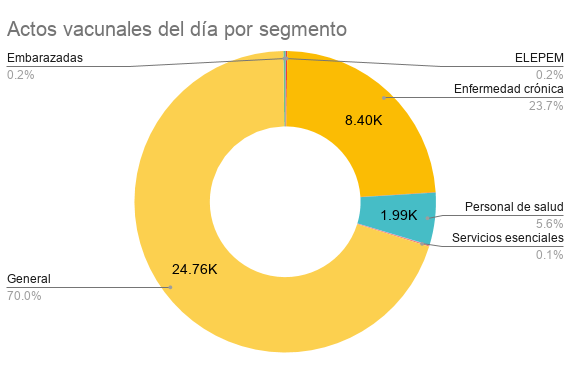 Actos vacunales del día por segmento
Embarazadas
0.2%
ELEPEM
0.2%
Enfermedad crónica
23.7%
8.40K
Personal de salud
5.6%
1.99K
Servicios esenciales
0.1%
24.76K
General
70.0%